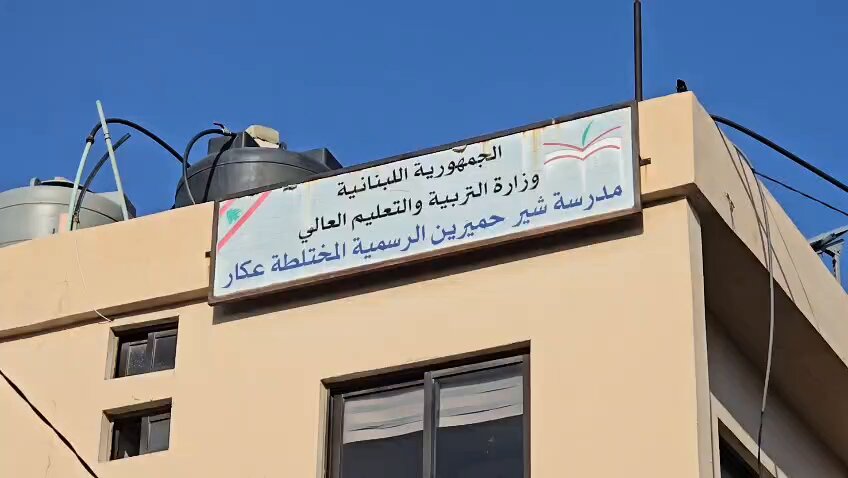 الجمهورية اللبنانية
وزارة التربية والتعليم العالي
مدرسة شير حميرين الرسمية المختلطة عكار